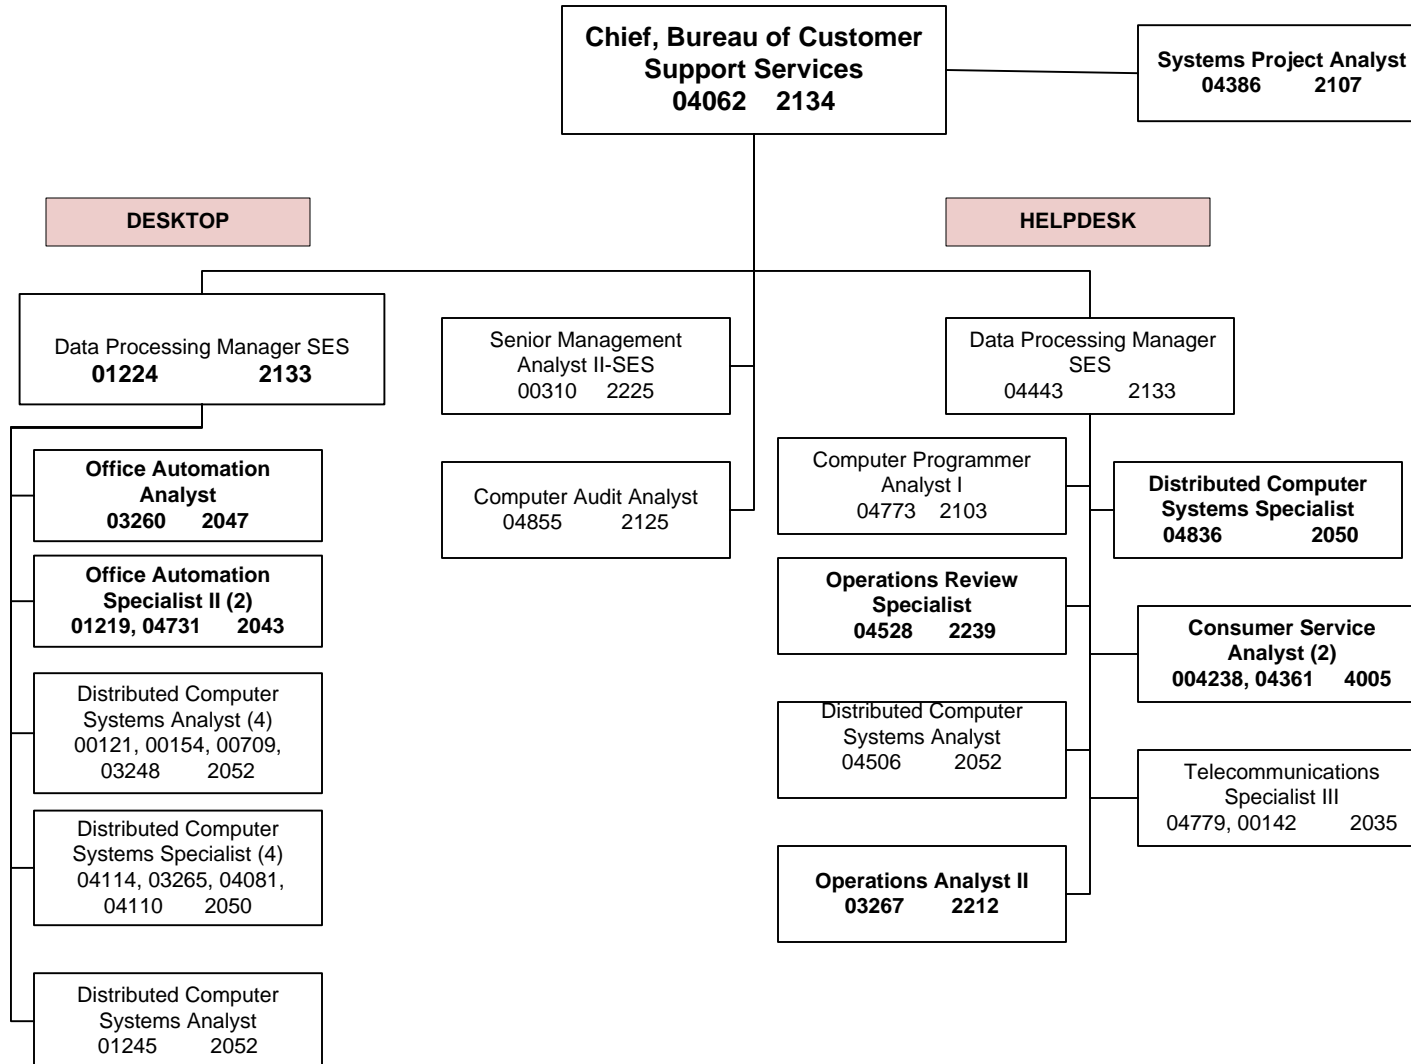 Chief, Bureau of Customer
Support Services
04062 2134
Systems Project Analyst
04386 2107
DESKTOP
HELPDESK
Data Processing Manager SES
01224 2133
Office Automation
Analyst
03260 2047
Office Automation
Specialist II (2)
01219, 04731 2043
Distributed Computer
Systems Analyst (4)
00121, 00154, 00709,
03248 2052
Distributed Computer
Systems Specialist (4)
04114, 03265, 04081,
04110 2050
Distributed Computer
Systems Analyst
01245 2052
Senior Management
Analyst II-SES
00310 2225
Computer Audit Analyst
04855 2125
Data Processing Manager
SES
04443 2133
Computer Programmer
Analyst I
04773 2103
Operations Review
Specialist
04528 2239
Distributed Computer
Systems Analyst
04506 2052
Operations Analyst II
03267 2212
Distributed Computer
Systems Specialist
04836 2050
Consumer Service
Analyst (2)
004238, 04361 4005
Telecommunications
Specialist III
04779, 00142 2035